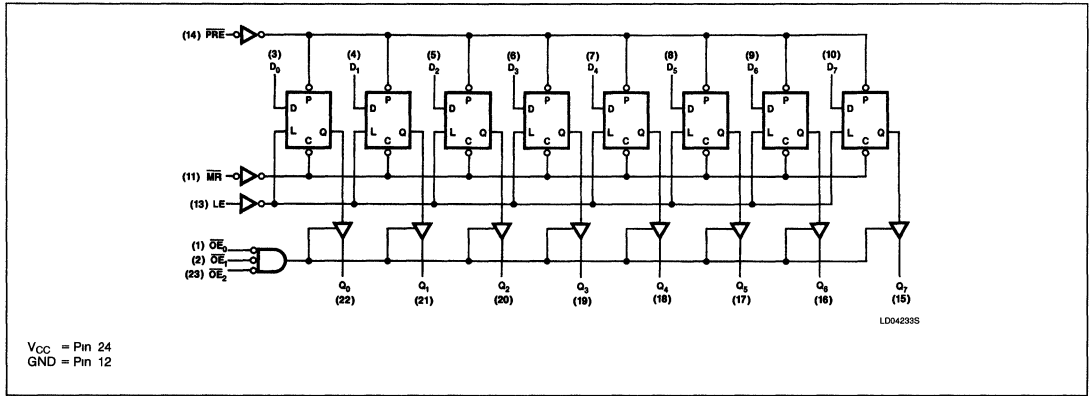 (14) PRE
(3) (4) (5) (6) (7) (8) (9) (10)
D0 D1 D2 D3 D4 D5 D6 D7
P P P P P P P P
D D D D D D D D
L Q L Q L Q L Q L Q L Q L Q L Q
C C C C C C C C
(11) MR
(13) LE
(1) OE0
(2) OE1
(23) OE2
Q0 Q1 Q2 Q3 Q4 Q5 Q6 Q7
(22) (21) (20) (19) (18) (17) (16) (15)
LD04233S
VCC = Pin 24
GND = Pin 12